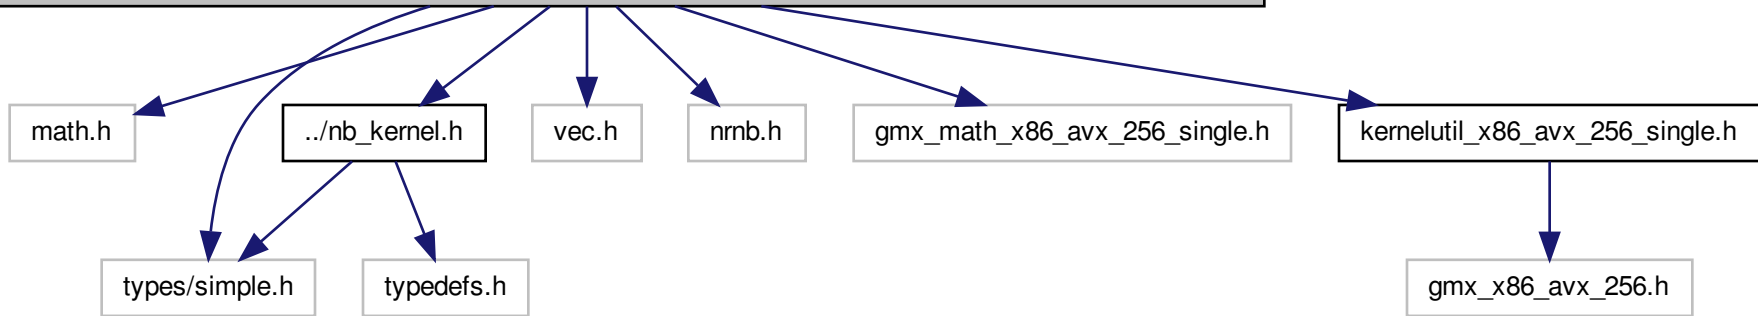 math.h
../nb_kernel.h
vec.h
nrnb.h
gmx_math_x86_avx_256_single.h
kernelutil_x86_avx_256_single.h
types/simple.h
typedefs.h
gmx_x86_avx_256.h